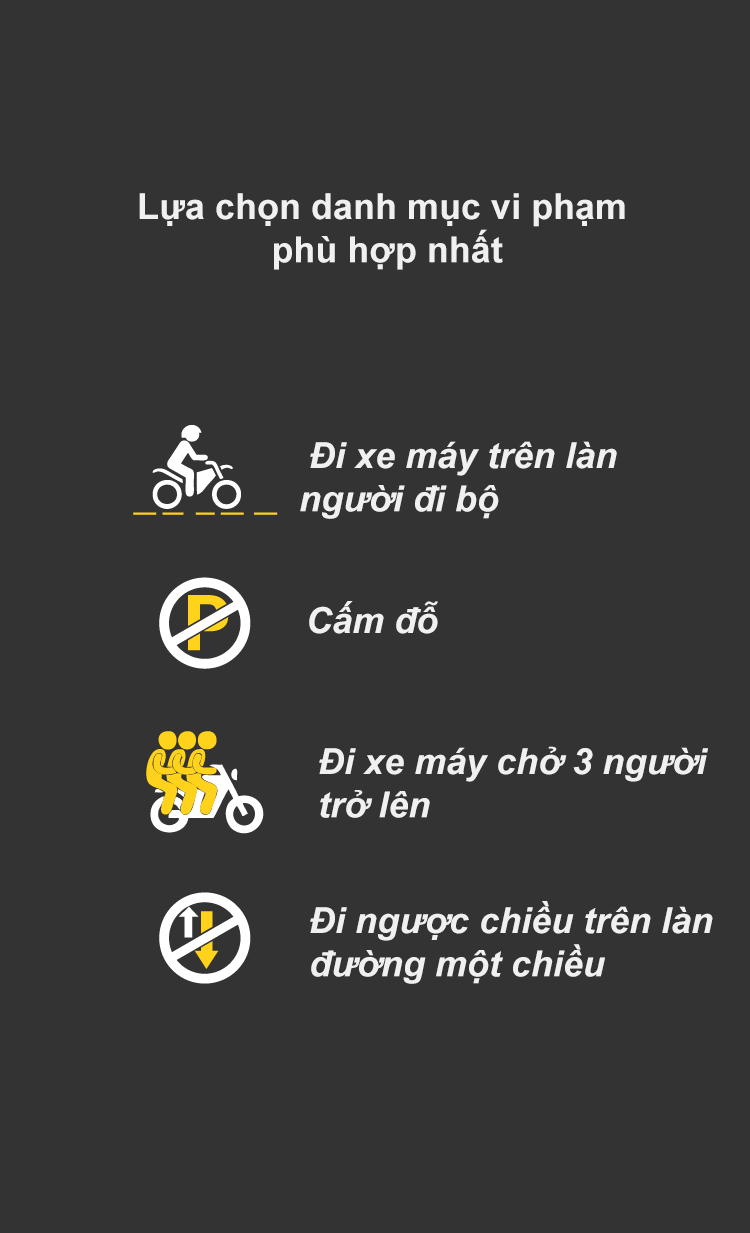 Lựa chọn danh mục vi phạm
phù hợp nhất
Đi xe máy trên làn
người đi bộ
P
Cấm đỗ
Đi xe máy chở 3 người
trở lên
Đi ngược chiều trên làn
đường một chiều